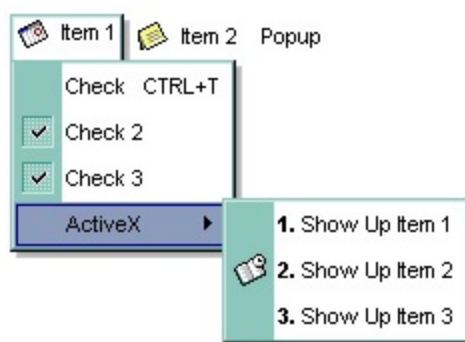 Item 1 Item 2 Popup
Check CTRL+T
Check 2
Check 3
ActiveX
1. Show Up Item 1
2. Show Up Item 2
3. Show Up Item 3